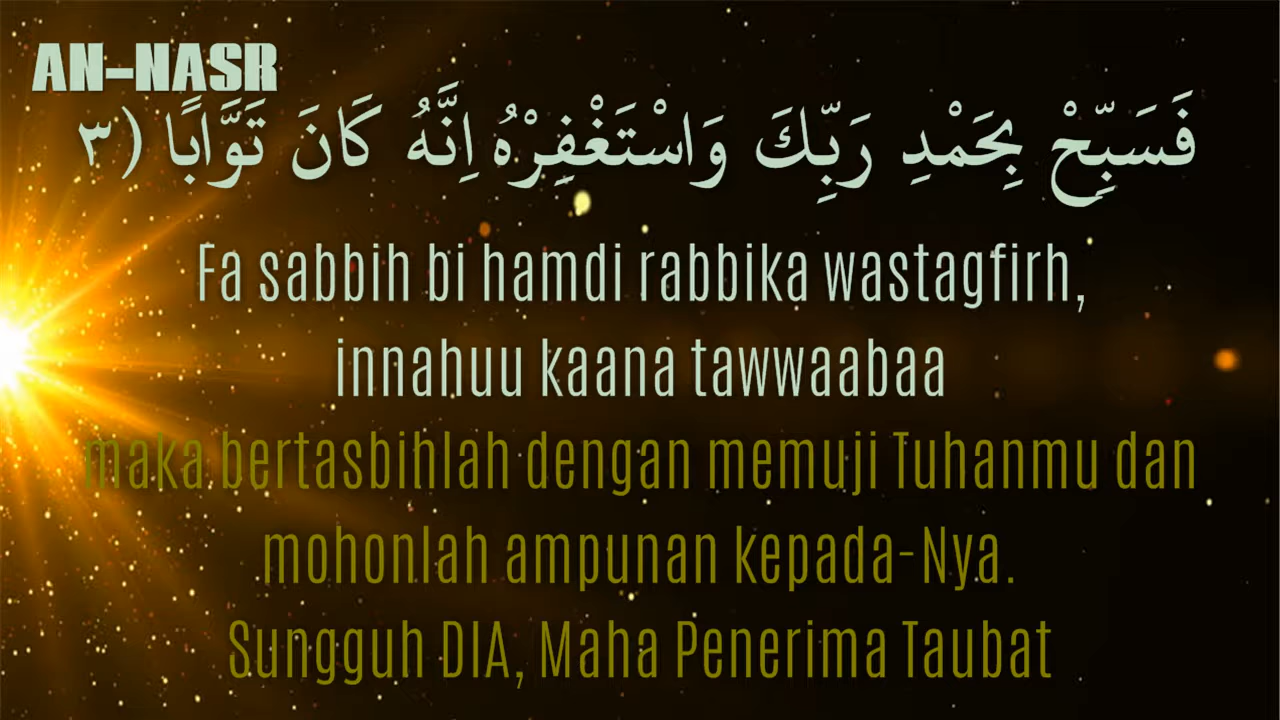 AN-NASR
فَسَبِّحْ بِحَمْدِ رَبِّكَ وَاسْتَغْفِرْهُ اِنَّهُ كَانَ تَوَّابًا (٣
Fa sabbih bi hamdi rabbika wastagfirh,
innahuu kaana tawwaabaa
maka bertasbihlah dengan memuji Tuhanmu dan
mohonlah ampunan kepada-Nya.
Sungguh DIA, Maha Penerima Taubat